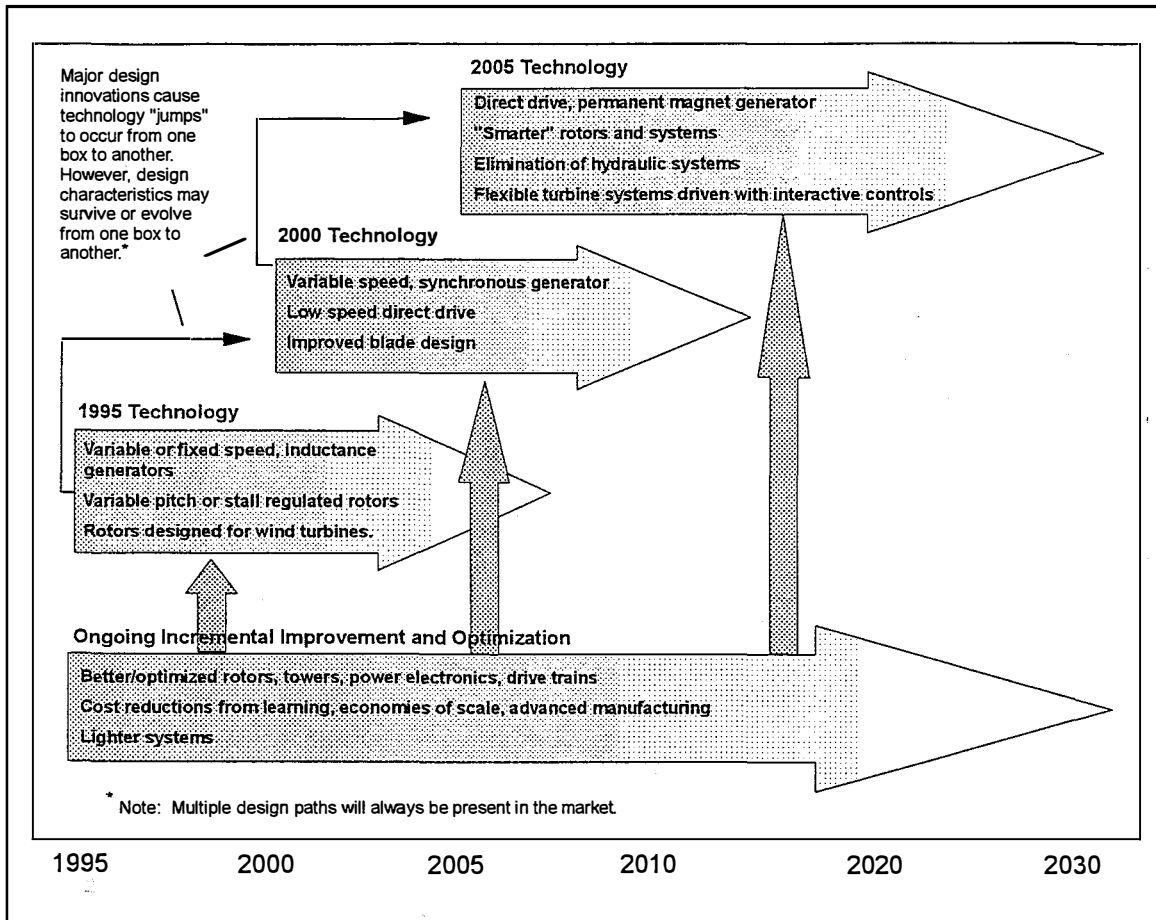 Major design
innovations cause
technology "jumps"
to occur from one
box to another.
However, design
characteristics may
survive or evolve
from one box to
another.*
2005 Technology
Direct drive, permanent magnet generator
"Smarter" rotors and systems
Elimination of hydraulic systems
Flexible turbine systems driven with interactive controls
2000 Technology
Variable speed, synchronous generator
Low speed direct drive
Improved blade design
1995 Technology
Variable or fixed speed, inductance
generators
Variable pitch or stall regulated rotors
Rotors designed for wind turbines.
Ongoing Incremental Improvement and Optimization
Better/optimized rotors, towers, power electronics, drive trains
Cost reductions from learning, economies of scale, advanced manufacturing
Lighter systems
* Note: Multiple design paths will always be present in the market.
1995 2000 2005 2010 2020 2030